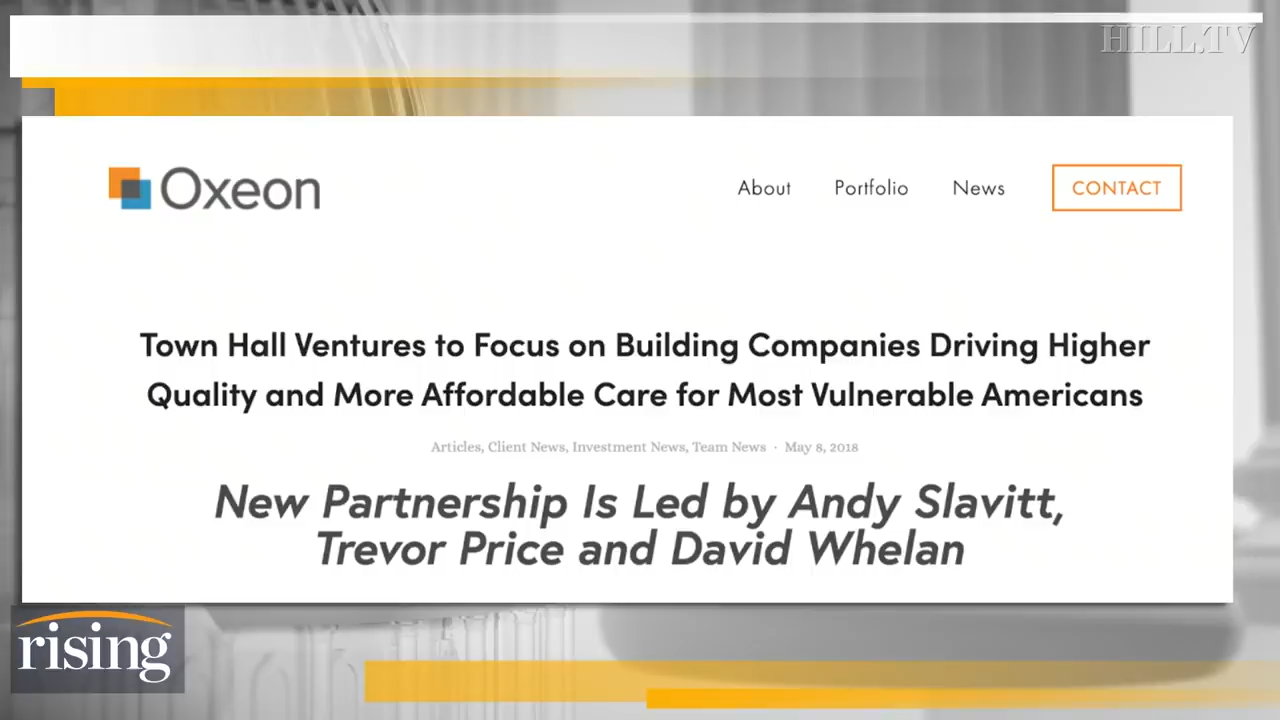 HILL.TV
Oxeon
About
Portfolio
News
CONTACT
Town Hall Ventures to Focus on Building Companies Driving Higher
Quality and More Affordable Care for Most Vulnerable Americans
Articles, Client News, Investment News, Team News · May 8, 2018
New Partnership Is Led by Andy Slavitt,
Trevor Price and David Whelan
rising